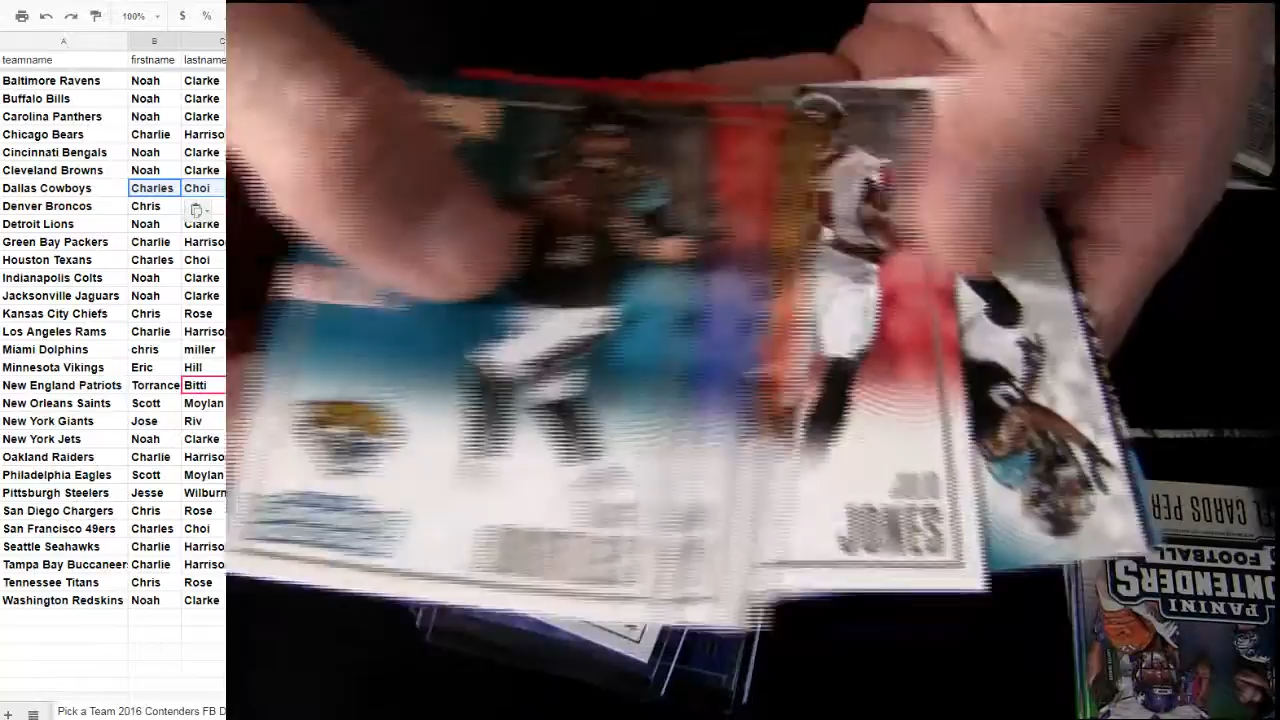 100%
$ %
A B C
teamname firstname lastname
Baltimore Ravens Noah Clarke
Buffalo Bills Noah Clarke
Carolina Panthers Noah Clarke
Chicago Bears Charlie Harriso
Cincinnati Bengals Noah Clarke
Cleveland Browns Noah Clarke
Dallas Cowboys Charles Choi
Denver Broncos Chris
Detroit Lions Noah Clarke
Green Bay Packers Charlie Harriso
Houston Texans Charles Choi
Indianapolis Colts Noah Clarke
Jacksonville Jaguars Noah Clarke
Kansas City Chiefs Chris Rose
Los Angeles Rams Charlie Harriso
Miami Dolphins chris miller
Minnesota Vikings Eric Hill
New England Patriots Torrance Bitti
New Orleans Saints Scott Moylan
New York Giants Jose Riv
New York Jets Noah Clarke
Oakland Raiders Charlie Harriso
Philadelphia Eagles Scott Moylan
Pittsburgh Steelers Jesse Wilburn
San Diego Chargers Chris Rose
San Francisco 49ers Charles Choi
Seattle Seahawks Charlie Harriso
Tampa Bay Buccaneer Charlie Harriso
Tennessee Titans Chris Rose
Washington Redskins Noah Clarke
Pick a Team 2016 Contenders FB D
JONES
CARDS PER
FOOTBALL
ONTENDERS
PANINI